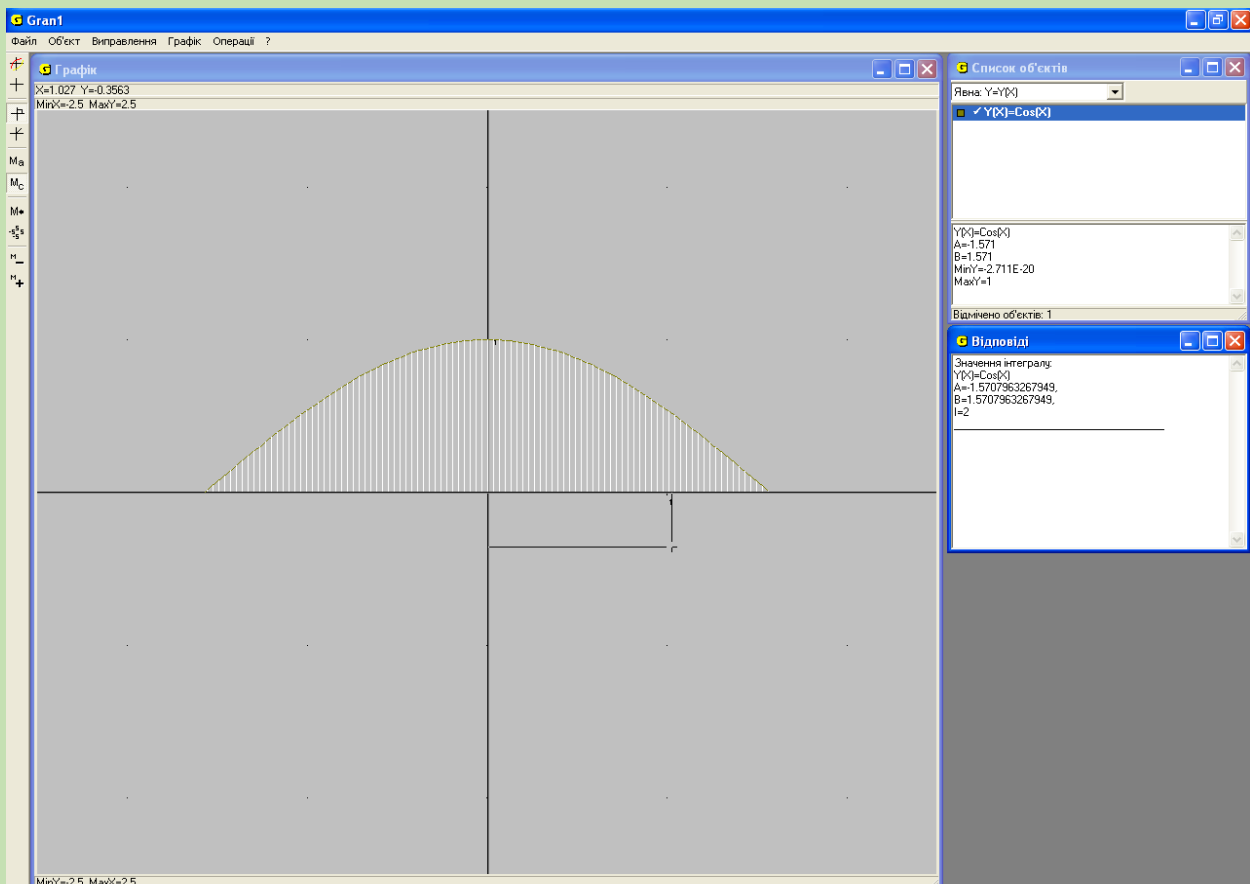 Gran1
Файл Об'єкт Виправлення Графік Операції ?
Графік
X=1.027 Y=-0.3563
MinX=-2.5 MaxY=2.5
Ma
Mc
M
1
1
MinY=-2.5 MaxX=2.5
Список об'єктів
Явна: Y=Y(X)
Y(X)=Cos(X)
Y(X)=Cos(X)
A=-1.571
B=1.571
MinY=-2.711E-20
MaxY=1
Відмічено об'єктів: 1
Відповіді
Значення інтегралу:
Y(X)=Cos(X)
A=-1.5707963267949,
B=1.5707963267949,
I=2